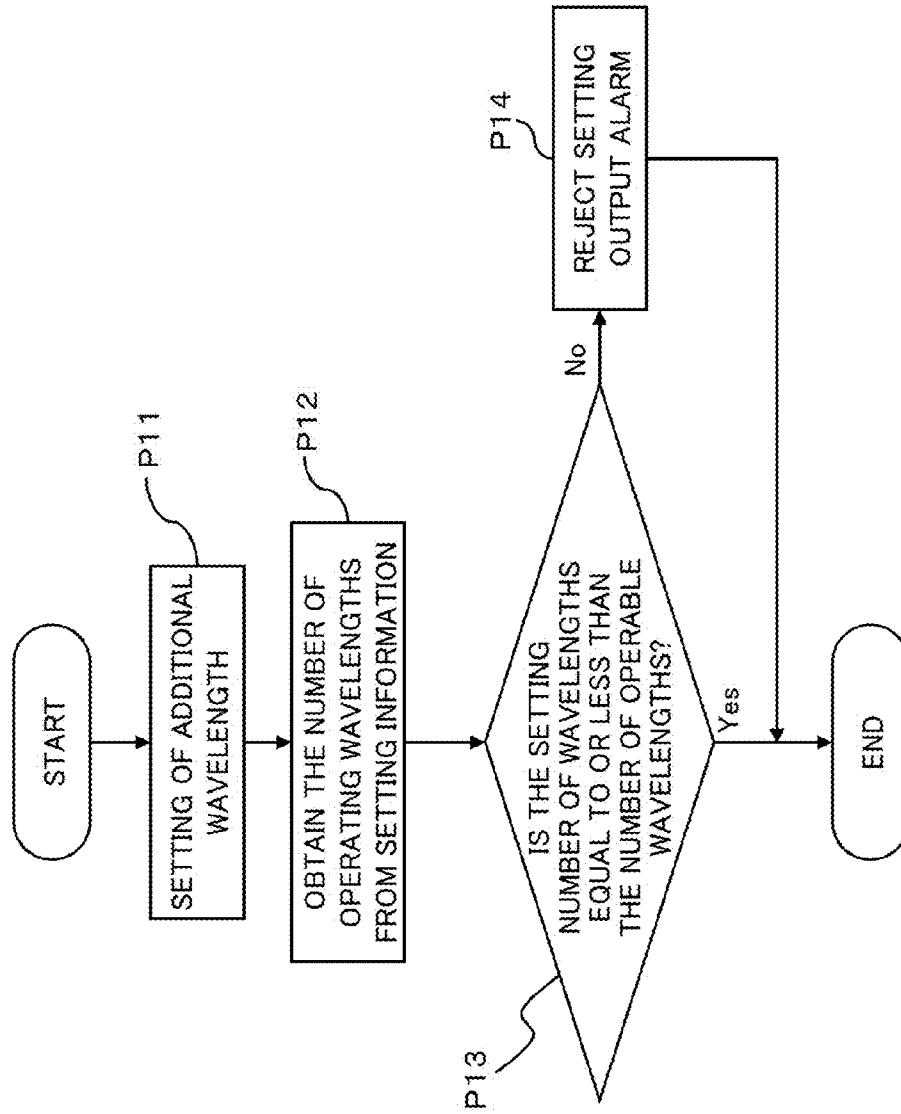 START
P11
SETTING OF ADDITIONAL
WAVELENGTH
P12
OBTAIN THE NUMBER OF
OPERATING WAVELENGTHS
FROM SETTING INFORMATION
P13
IS THE SETTING
NUMBER OF WAVELENGTHS
EQUAL TO OR LESS THAN
THE NUMBER OF OPERABLE
WAVELENGTHS?
No
P14
REJECT SETTING
OUTPUT ALARM
Yes
END